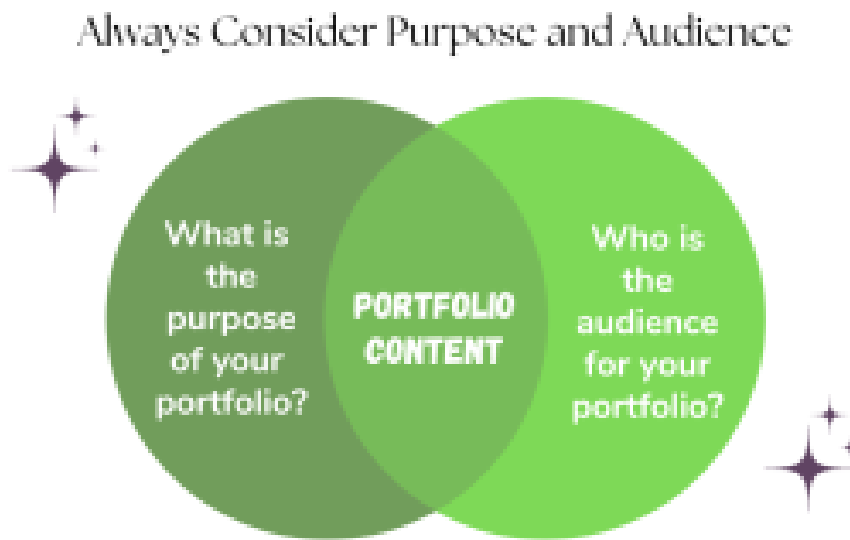 Always Consider Purpose and Audience
What is
the
purpose
of your
portfolio?
PORTFOLIO
CONTENT
Who is
the
audience
for your
portfolio?